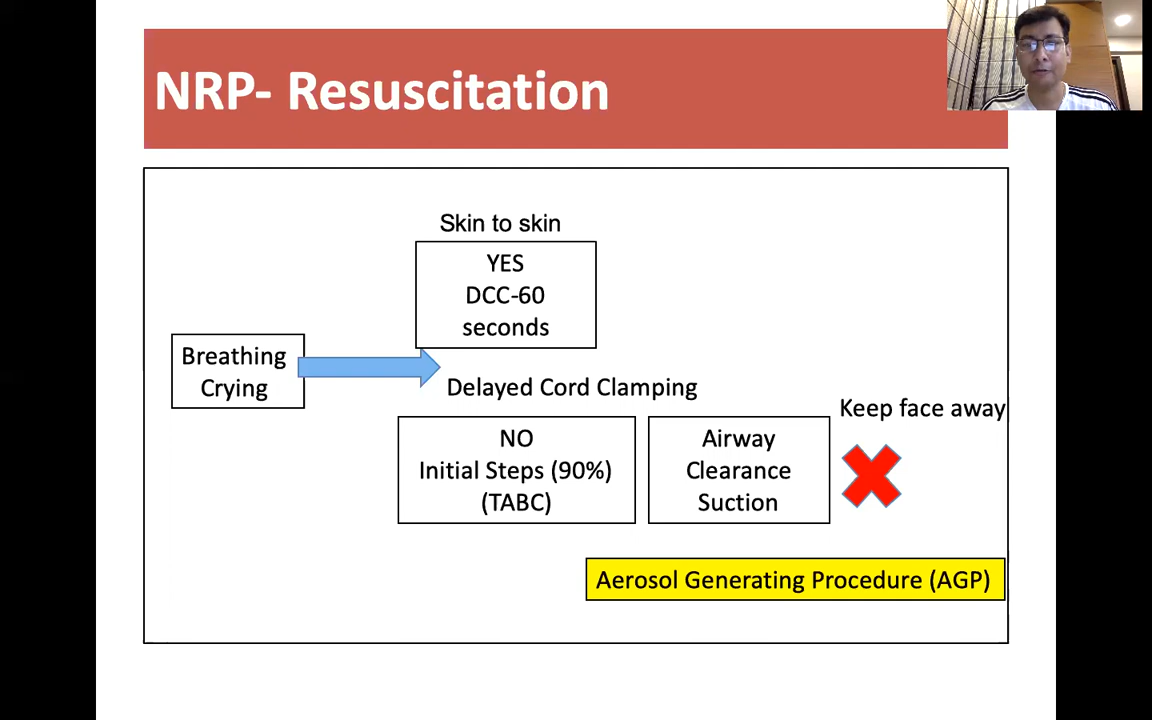 NRP- Resuscitation
Skin to skin
YES
DCC-60
seconds
Breathing
Crying
Delayed Cord Clamping
Keep face away
NO
Initial Steps (90%)
(TABC)
Airway
Clearance
Suction
Aerosol Generating Procedure (AGP)